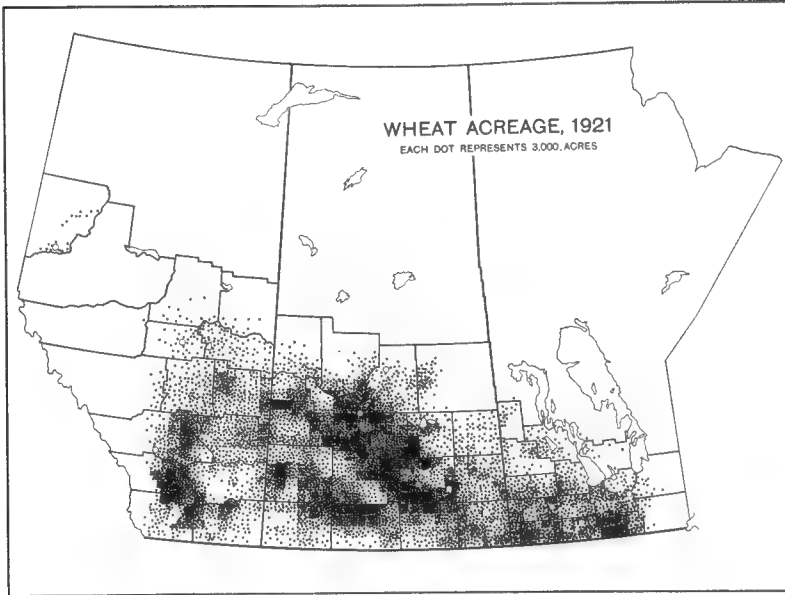 WHEAT ACREAGE, 1921
EACH DOT REPRESENTS 3,000, ACRES